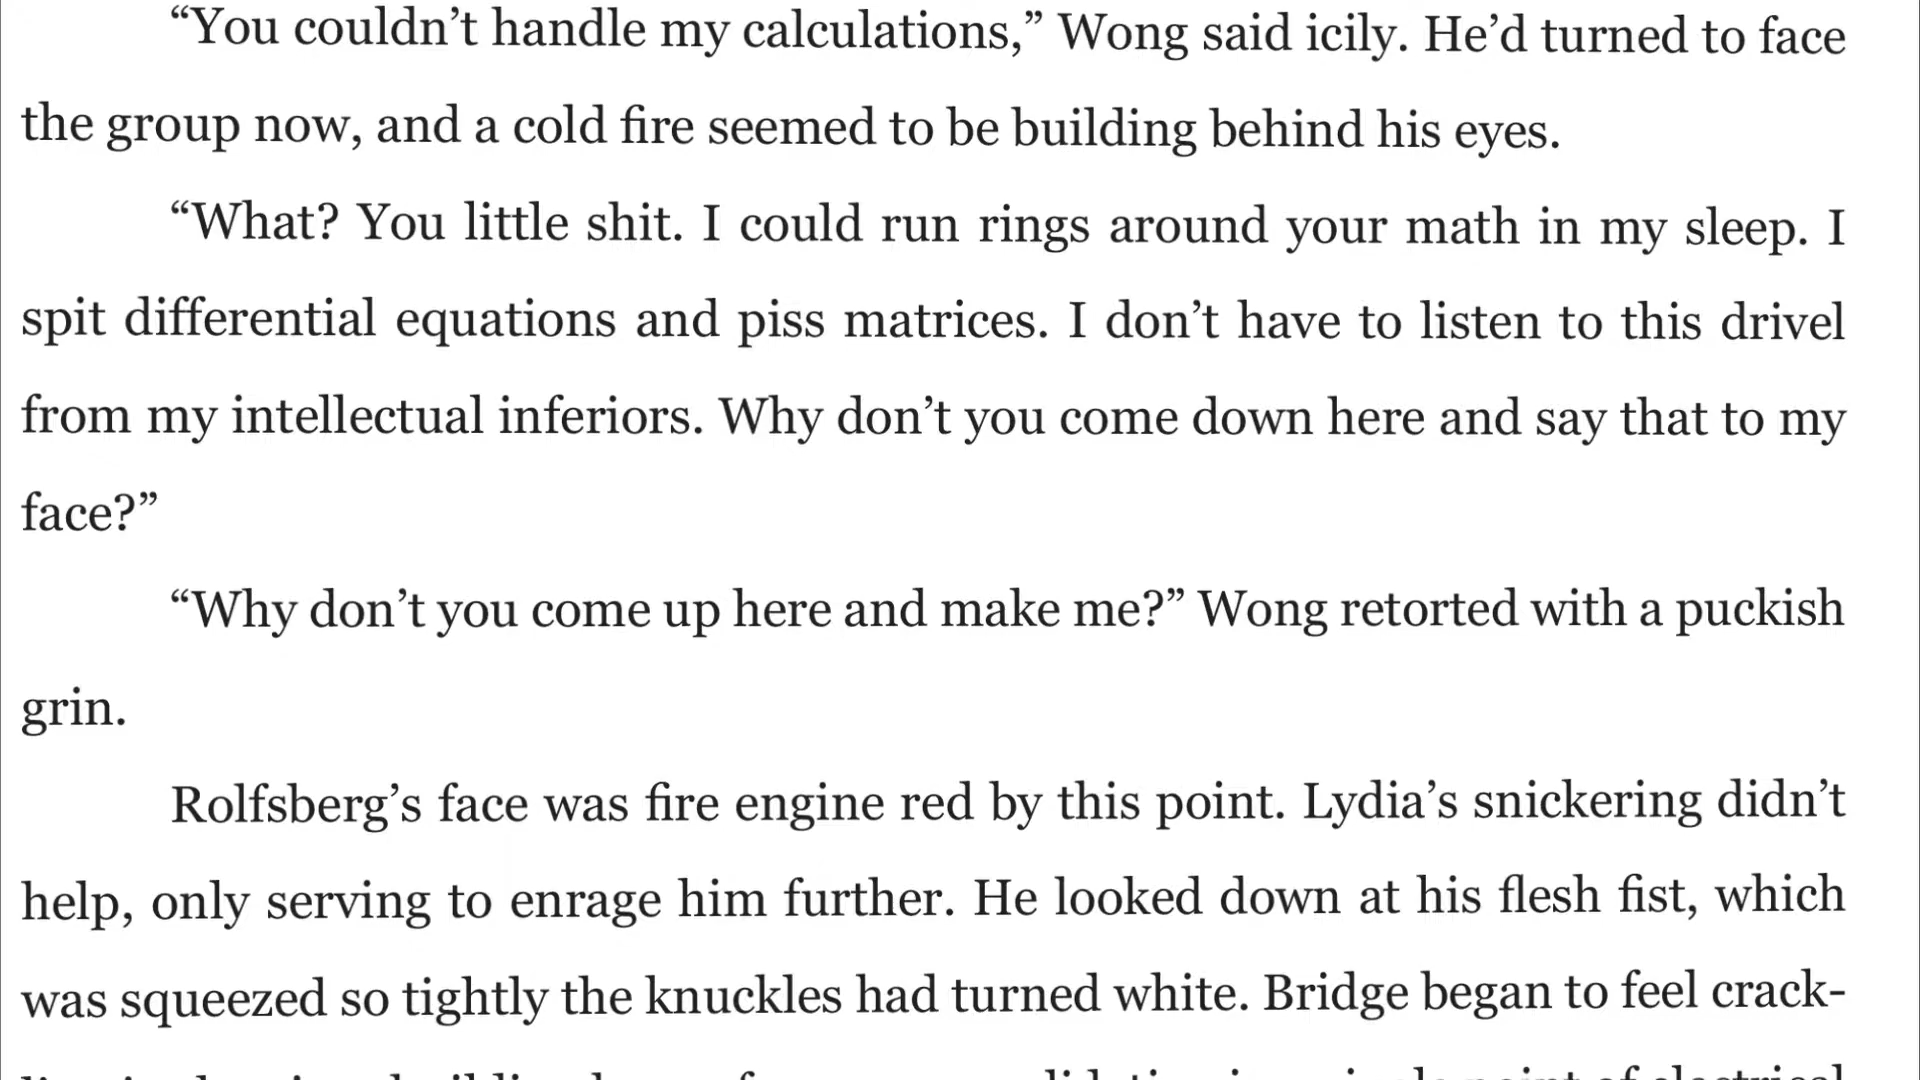 “You couldn’t handle my calculations,” Wong said icily. He’d turned to face
the group now, and a cold fire seemed to be building behind his eyes.
“What? You little shit. I could run rings around your math in my sleep. I
spit differential equations and piss matrices. I don’t have to listen to this drivel
from my intellectual inferiors. Why don’t you come down here and say that to my
face?”
“Why don’t you come up here and make me?” Wong retorted with a puckish
grin.
Rolfsberg’s face was fire engine red by this point. Lydia’s snickering didn’t
help, only serving to enrage him further. He looked down at his flesh fist, which
was squeezed so tightly the knuckles had turned white. Bridge began to feel crack-